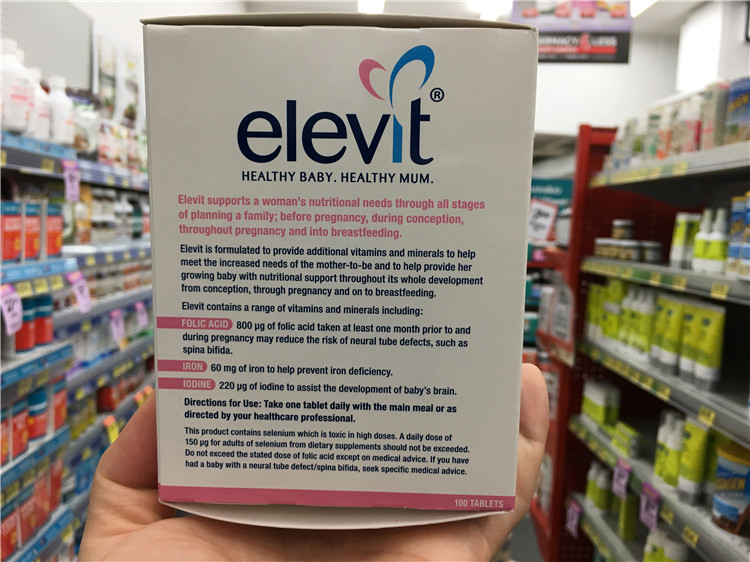 elevit®
HEALTHY BABY. HEALTHY MUM.
Elevit supports a woman's nutritional needs through all stages
of planning a family; before pregnancy, during conception,
throughout pregnancy and into breastfeeding.
Elevit is formulated to provide additional vitamins and minerals to help
meet the increased needs of the mother-to-be and to help provide her
growing baby with nutritional support throughout its whole development
from conception, through pregnancy and on to breastfeeding.
Elevit contains a range of vitamins and minerals including:
FOLIC ACID 800 µg of folic acid taken at least one month prior to and
during pregnancy may reduce the risk of neural tube defects, such as
spina bifida.
IRON 60 mg of iron to help prevent iron deficiency.
IODINE 220 µg of iodine to assist the development of baby's brain.
Directions for Use: Take one tablet daily with the main meal or as
directed by your healthcare professional.
This product contains selenium which is toxic in high doses. A daily dose of
150 µg for adults of selenium from dietary supplements should not be exceeded.
Do not exceed the stated dose of folic acid except on medical advice. If you have
had a baby with a neural tube defect/spina bifida, seek specific medical advice.
100 TABLETS